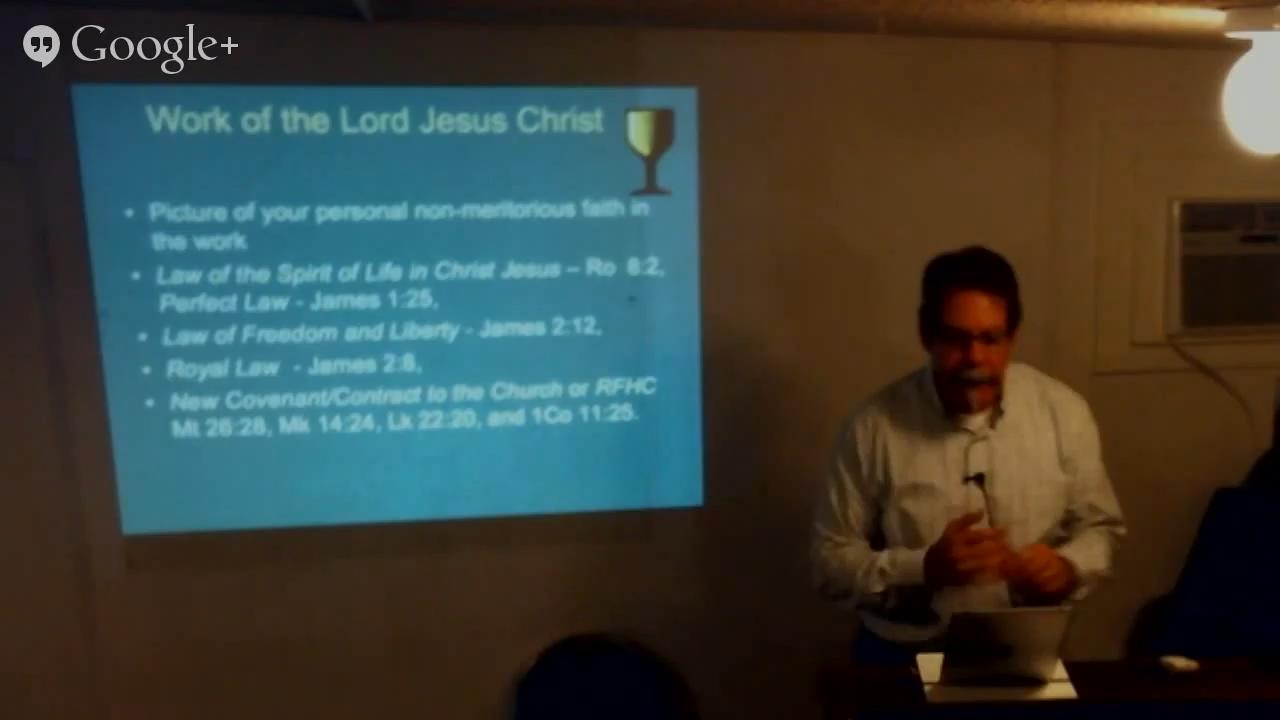 Google+
Work of the Lord Jesus Christ
• Picture of your personal non-meritorious faith in
the work
• Law of the Spirit of Life in Christ Jesus – Ro 8:2,
Perfect Law - James 1:25,
• Law of Freedom and Liberty - James 2:12,
• Royal Law - James 2:8,
• New Covenant/Contract to the Church or RFHC
Mt 26:28, Mk 14:24, Lk 22:20, and 1Co 11:25.